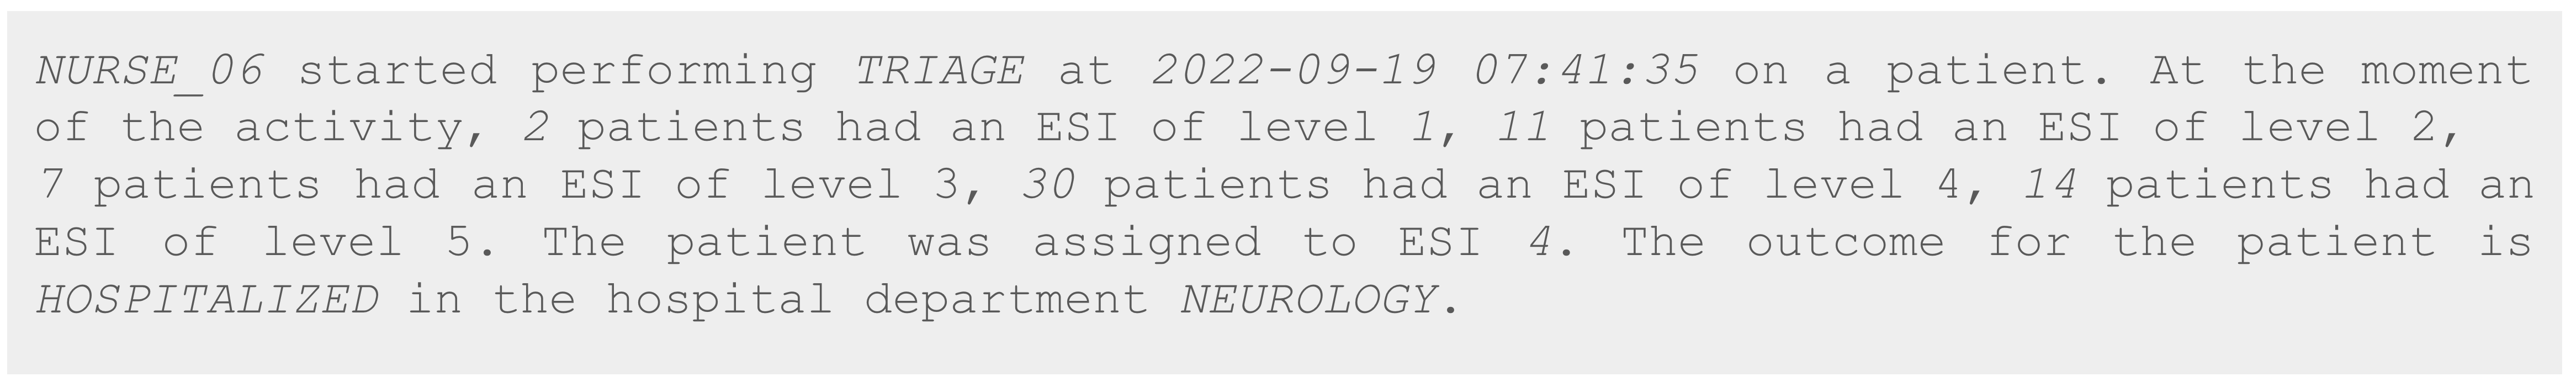 NURSE_06 started performing TRIAGE at 2022-09-19 07:41:35 on a patient. At the moment
of the activity, 2 patients had an ESI of level 1, 11 patients had an ESI of level 2,
7 patients had an ESI of level 3, 30 patients had an ESI of level 4, 14 patients had an
ESI of level 5. The patient was assigned to ESI 4. The outcome for the patient is
HOSPITALIZED in the hospital department NEUROLOGY.